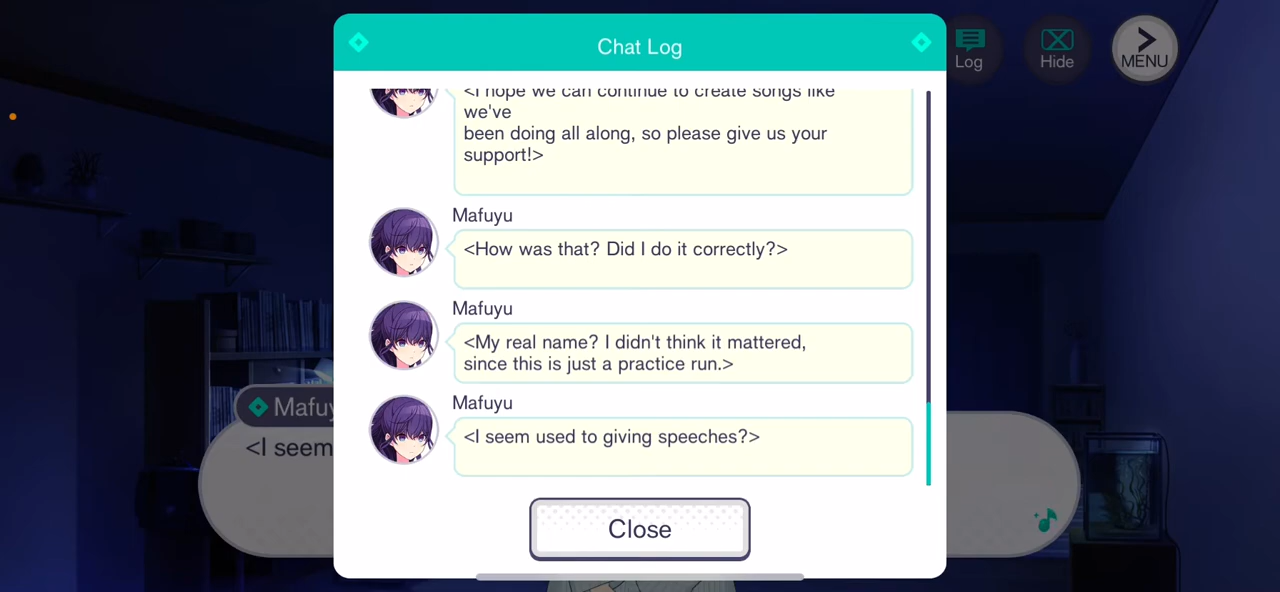 Chat Log
Log
Hide
MENU
<I hope we can continue to create songs like
we've
been doing all along, so please give us your
support!>
Mafuyu
<How was that? Did I do it correctly?>
Mafuyu
<My real name? I didn't think it mattered,
since this is just a practice run.>
Mafuyu
<I seem used to giving speeches?>
Mafuy
<I seem
Close